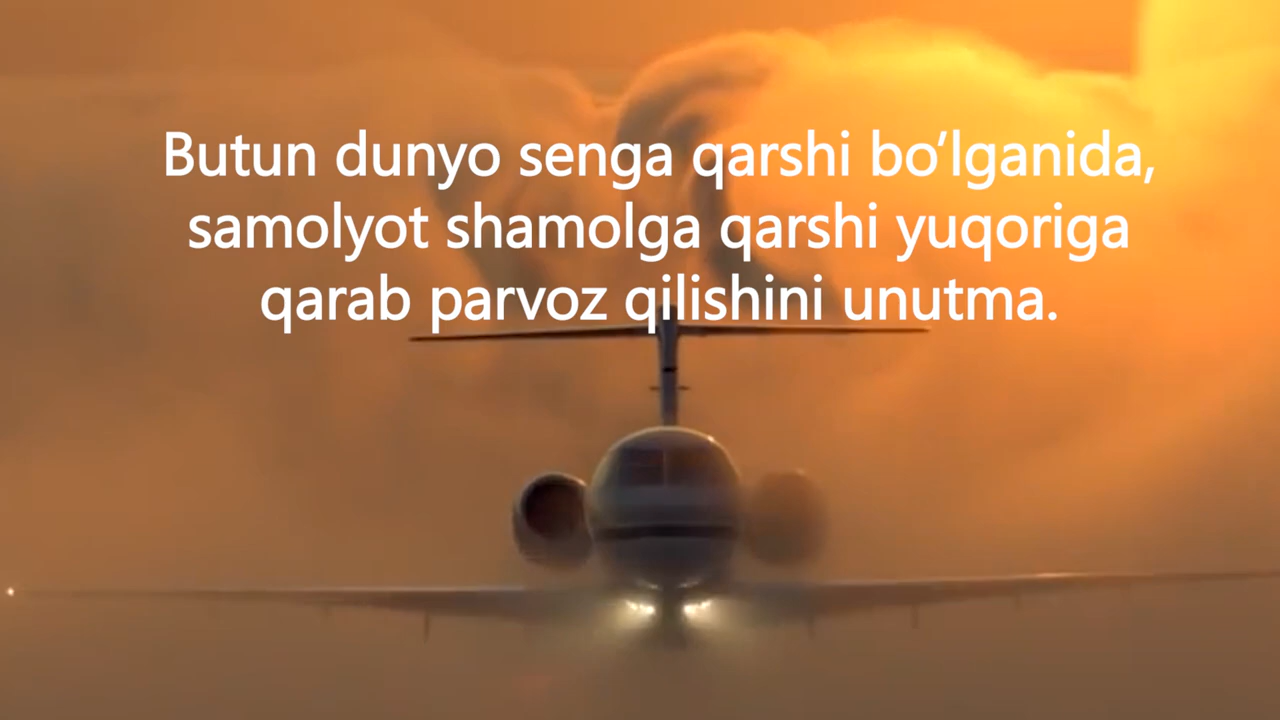 Butun dunyo senga qarshi bo‘lganida,
samolyot shamolga qarshi yuqoriga
qarab parvoz qilishini unutma.